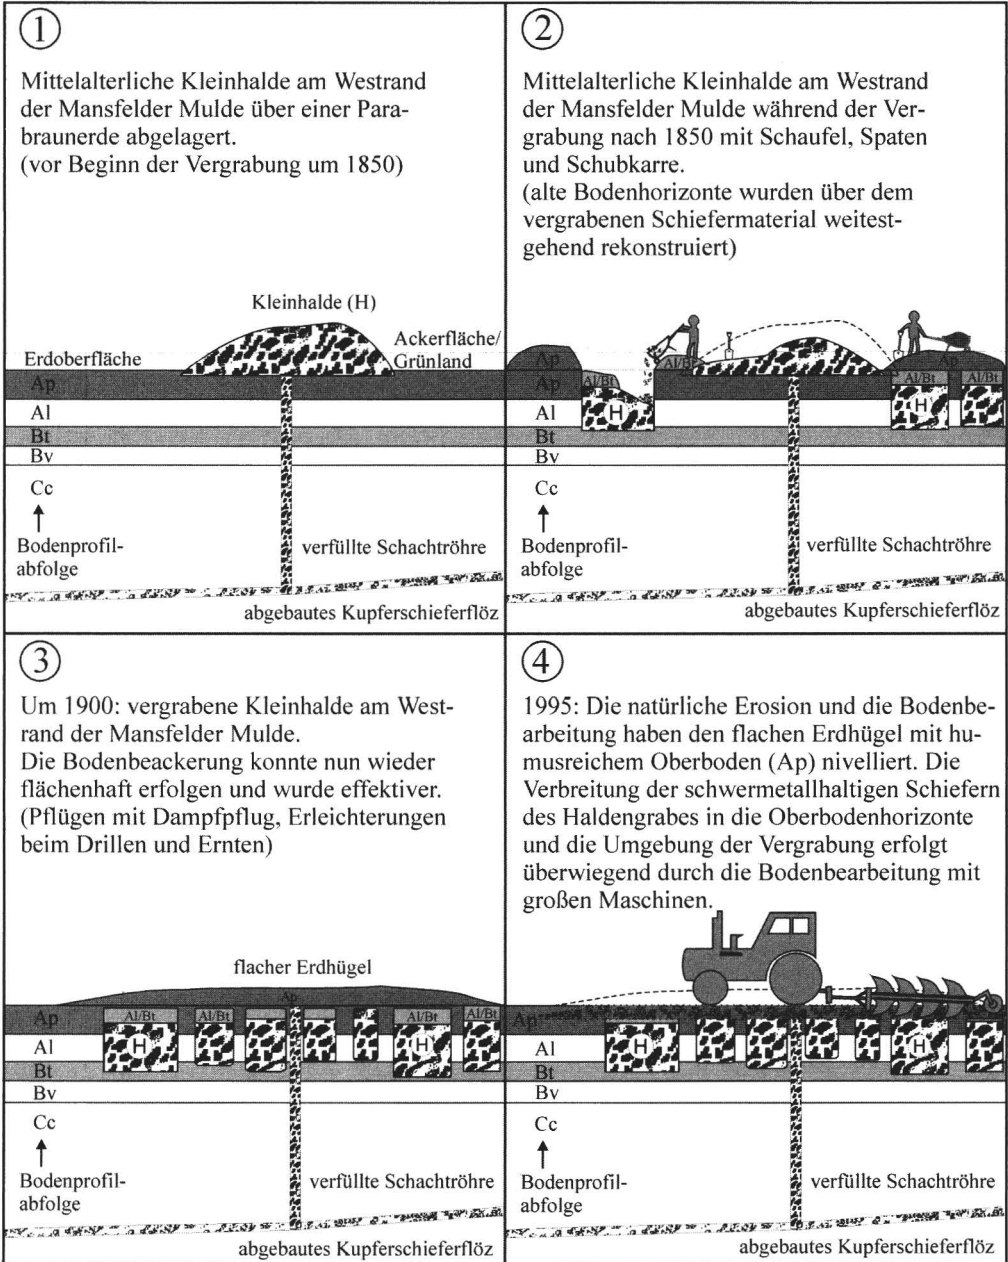 1
Mittelalterliche Kleinhalde am Westrand
der Mansfelder Mulde über einer Para-
braunerde abgelagert.
(vor Beginn der Vergrabung um 1850)
Kleinhalde (H)
Erdoberfläche
Ackerfläche/
Grünland
Ap
Al
Bt
Bv
Cc
Bodenprofil-
abfolge
verfüllte Schachtröhre
abgebautes Kupferschieferflöz
2
Mittelalterliche Kleinhalde am Westrand
der Mansfelder Mulde während der Ver-
grabung nach 1850 mit Schaufel, Spaten
und Schubkarre.
(alte Bodenhorizonte wurden über dem
vergrabenen Schiefermaterial weitest-
gehend rekonstruiert)
Ap
Al/Bt
Ap
Ap
Al/Bt
Al/Bt
Al/Bt
H
H
Al
Bt
Bv
Cc
Bodenprofil-
abfolge
verfüllte Schachtröhre
abgebautes Kupferschieferflöz
3
Um 1900: vergrabene Kleinhalde am West-
rand der Mansfelder Mulde.
Die Bodenbeackerung konnte nun wieder
flächenhaft erfolgen und wurde effektiver.
(Pflügen mit Dampfpflug, Erleichterungen
beim Drillen und Ernten)
flacher Erdhügel
Ap
Ap
Al/Bt
Al/Bt
Al/Bt
Al/Bt
H
H
Al
Bt
Bv
Cc
Bodenprofil-
abfolge
verfüllte Schachtröhre
abgebautes Kupferschieferflöz
4
1995: Die natürliche Erosion und die Bodenbe-
arbeitung haben den flachen Erdhügel mit hu-
musreichem Oberboden (Ap) nivelliert. Die
Verbreitung der schwermetallhaltigen Schiefern
des Haldengrabes in die Oberbodenhorizonte
und die Umgebung der Vergrabung erfolgt
überwiegend durch die Bodenbearbeitung mit
großen Maschinen.
Ap
H
H
Al
Bt
Bv
Cc
Bodenprofil-
abfolge
verfüllte Schachtröhre
abgebautes Kupferschieferflöz